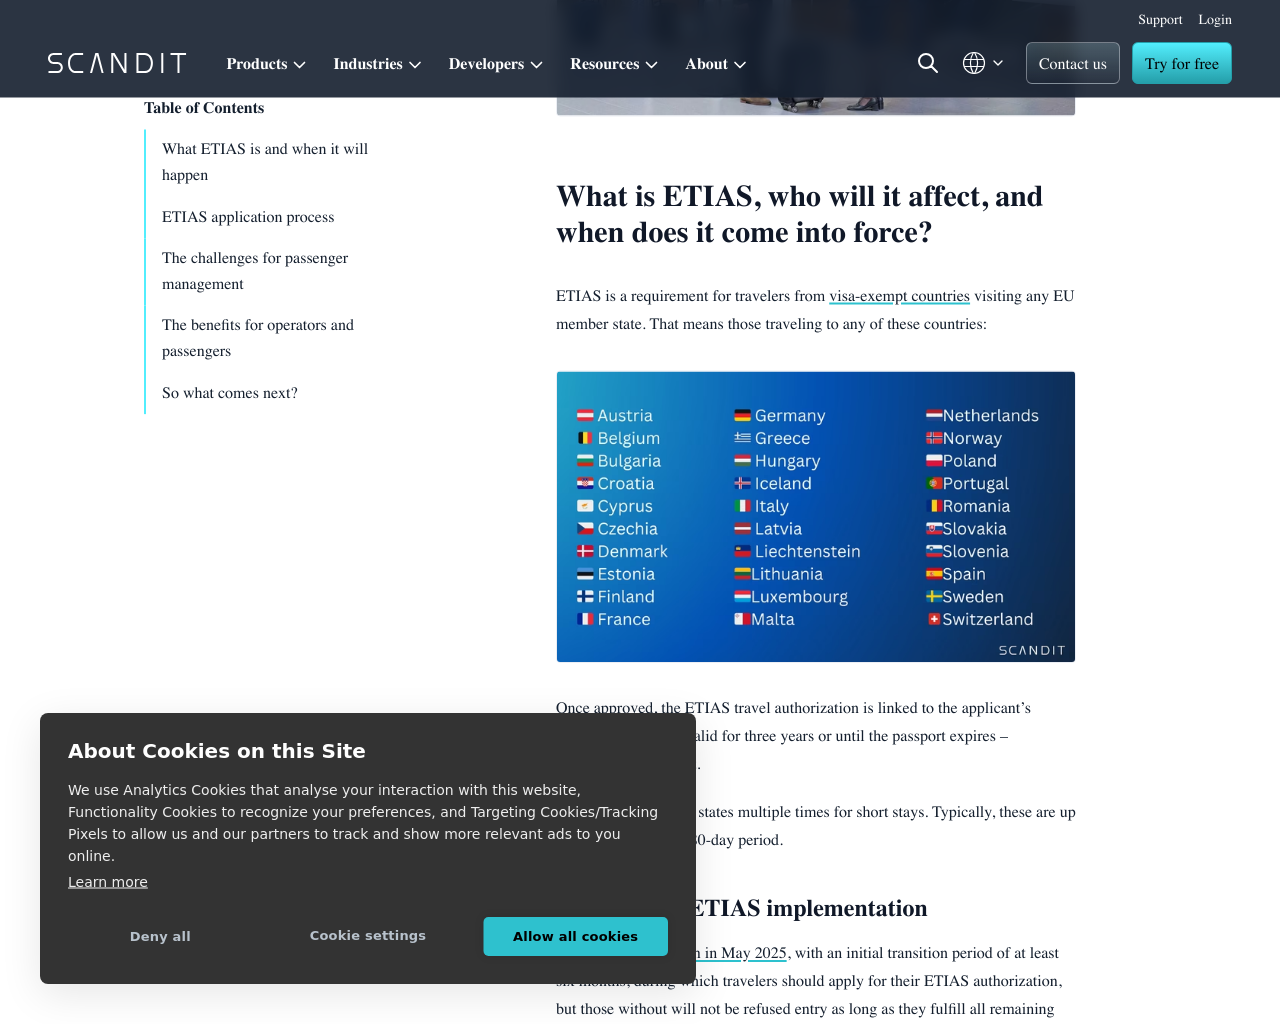 Support Login
SCANDIT Products Industries Developers Resources About Contact us Try for free
Table of Contents
What ETIAS is and when it will
happen
ETIAS application process
The challenges for passenger
management
The benefits for operators and
passengers
So what comes next?
What is ETIAS, who will it affect, and
when does it come into force?
ETIAS is a requirement for travelers from visa-exempt countries visiting any EU
member state. That means those traveling to any of these countries:
Austria Germany Netherlands
Belgium Greece Norway
Bulgaria Hungary Poland
Croatia Iceland Portugal
Cyprus Italy Romania
Czechia Latvia Slovakia
Denmark Liechtenstein Slovenia
Estonia Lithuania Spain
Finland Luxembourg Sweden
France Malta Switzerland
SCANDIT
Once approved, the ETIAS travel authorization is linked to the applicant’s
alid for three years or until the passport expires –
.
states multiple times for short stays. Typically, these are up
0-day period.
ETIAS implementation
in May 2025, with an initial transition period of at least
six months, during which travelers should apply for their ETIAS authorization,
but those without will not be refused entry as long as they fulfill all remaining
About Cookies on this Site
We use Analytics Cookies that analyse your interaction with this website,
Functionality Cookies to recognize your preferences, and Targeting Cookies/Tracking
Pixels to allow us and our partners to track and show more relevant ads to you
online.
Learn more
Deny all Cookie settings Allow all cookies